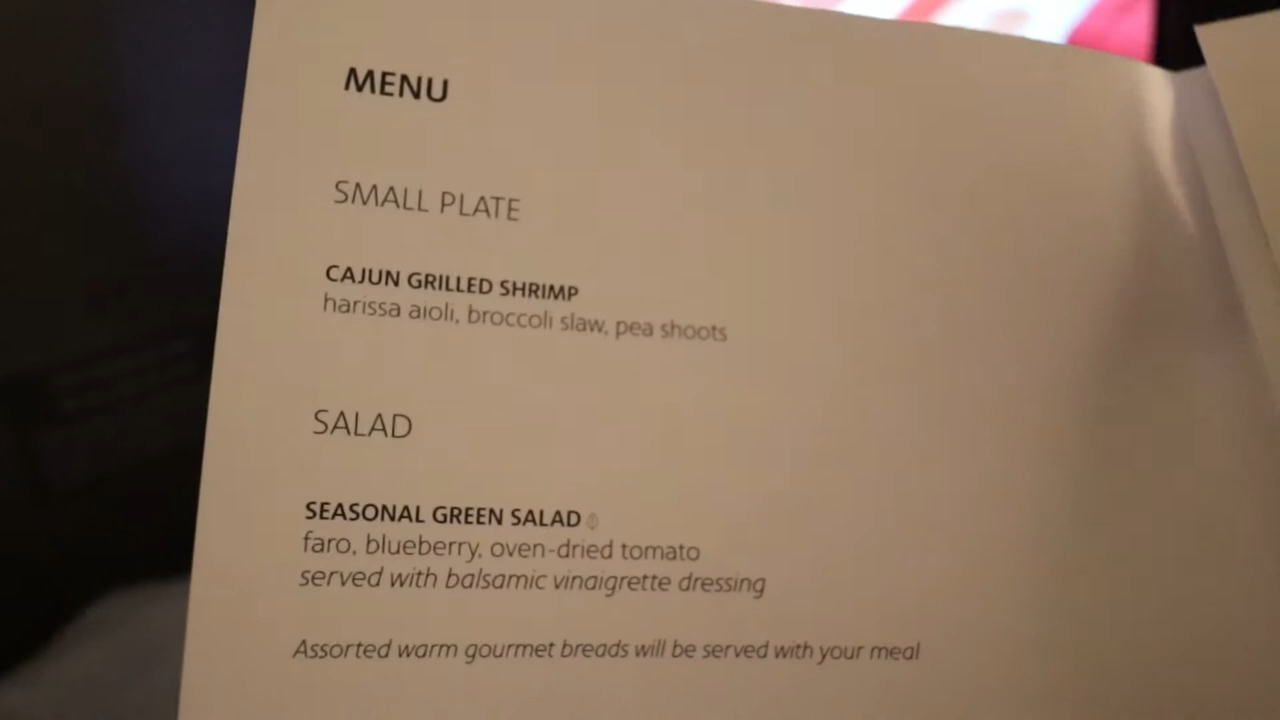 MENU
SMALL PLATE
CAJUN GRILLED SHRIMP
harissa aioli, broccoli slaw, pea shoots
SALAD
SEASONAL GREEN SALAD
faro, blueberry, oven-dried tomato
served with balsamic vinaigrette dressing
Assorted warm gourmet breads will be served with your meal